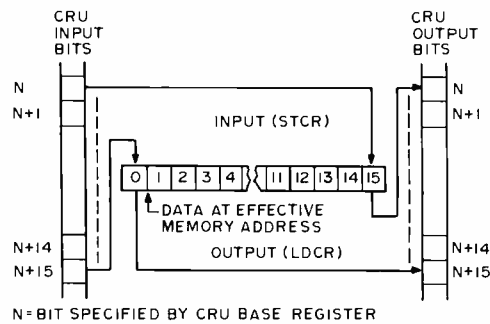 CRU
INPUT
BITS
CRU
OUTPUT
BITS
N
N
N+1
N+1
INPUT (STCR)
0 1 2 3 4 11 12 13 14 15
DATA AT EFFECTIVE
MEMORY ADDRESS
N+14
OUTPUT (LDCR)
N+14
N+15
N+15
N=BIT SPECIFIED BY CRU BASE REGISTER